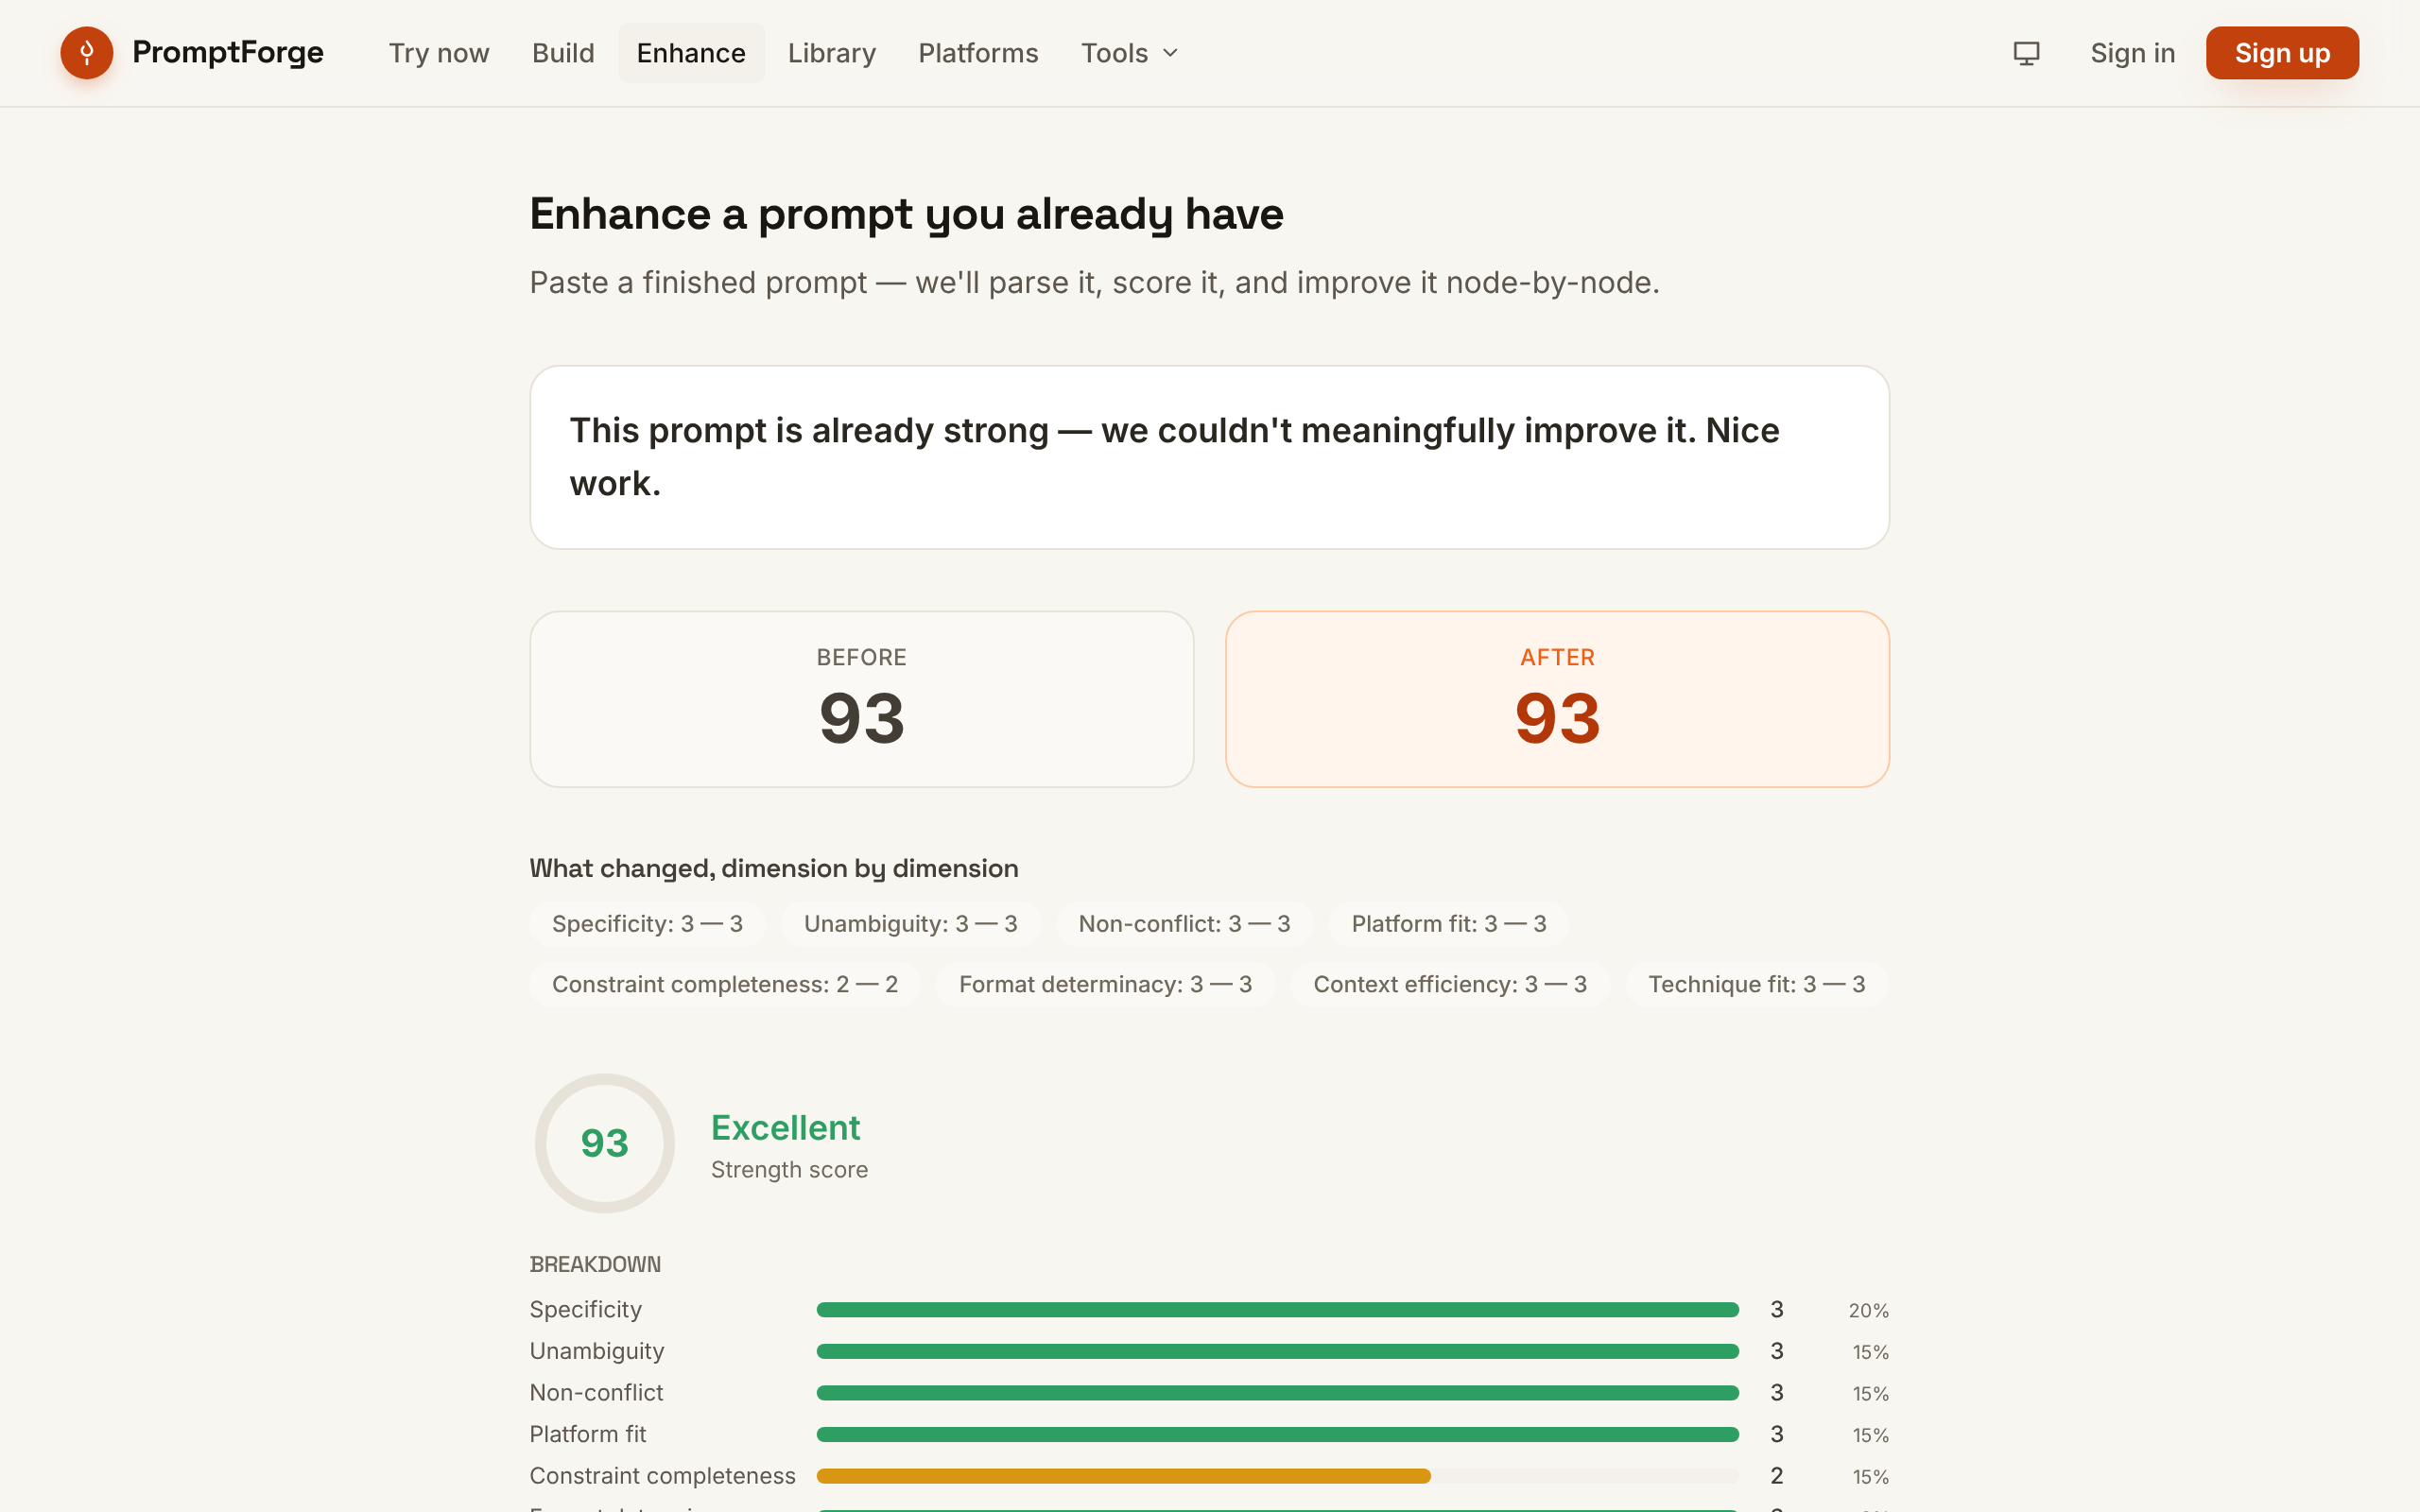 PromptForge
Try now
Build
Enhance
Library
Platforms
Tools
Sign in
Sign up
Enhance a prompt you already have
Paste a finished prompt — we'll parse it, score it, and improve it node-by-node.
This prompt is already strong — we couldn't meaningfully improve it. Nice
work.
BEFORE
93
AFTER
93
What changed, dimension by dimension
Specificity: 3 — 3
Unambiguity: 3 — 3
Non-conflict: 3 — 3
Platform fit: 3 — 3
Constraint completeness: 2 — 2
Format determinacy: 3 — 3
Context efficiency: 3 — 3
Technique fit: 3 — 3
93
Excellent
Strength score
BREAKDOWN
Specificity 3 20%
Unambiguity 3 15%
Non-conflict 3 15%
Platform fit 3 15%
Constraint completeness 2 15%